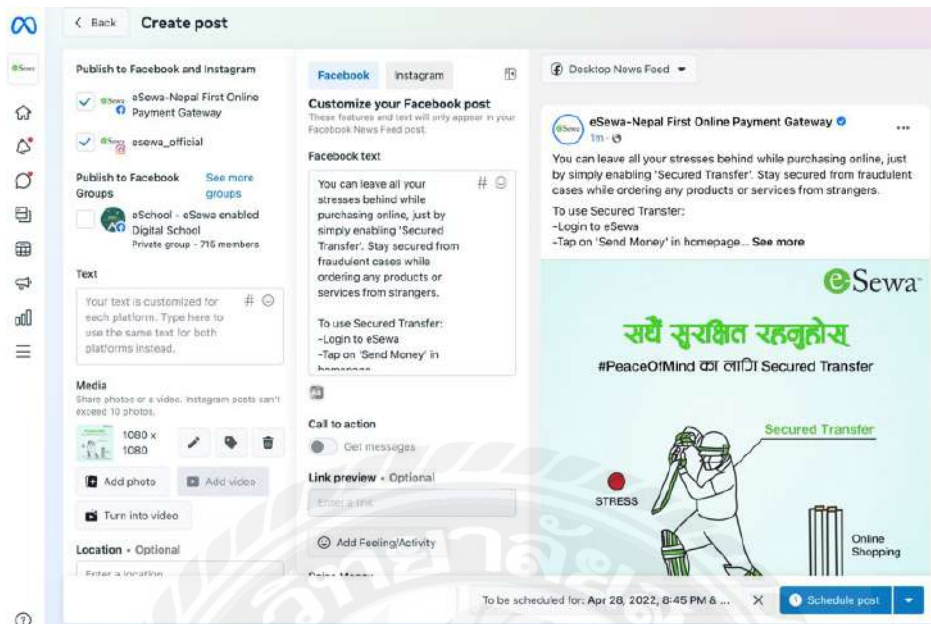 Back
Create post
eSewa
Publish to Facebook and Instagram
eSewa-Nepal First Online
Payment Gateway
esewa_official
Publish to Facebook
Groups
See more
groups
eSchool - eSewa enabled
Digital School
Private group - 715 members
Text
Your text is customized for
each platform. Type here to
use the same text for both
platforms instead.
Media
Share photos or a video. Instagram posts can't
exceed 10 photos.
1080 x
1080
Add photo
Add video
Turn into video
Location • Optional
Enter a location
Facebook
Instagram
Customize your Facebook post
These features and text will only appear in your
Facebook News Feed post.
Facebook text
You can leave all your
stresses behind while
purchasing online, just by
simply enabling 'Secured
Transfer'. Stay secured from
fraudulent cases while
ordering any products or
services from strangers.
To use Secured Transfer:
-Login to eSewa
-Tap on 'Send Money' in
homepage
Call to action
Get messages
Link preview • Optional
Enter a link
Add Feeling/Activity
Raise Money
Desktop News Feed
eSewa-Nepal First Online Payment Gateway
1m
You can leave all your stresses behind while purchasing online, just
by simply enabling 'Secured Transfer'. Stay secured from fraudulent
cases while ordering any products or services from strangers.
To use Secured Transfer:
-Login to eSewa
-Tap on 'Send Money' in homepage... See more
eSewa
सधैं सुरक्षित रहनुहोस्
#PeaceOfMind का लागि Secured Transfer
Secured Transfer
STRESS
Online
Shopping
To be scheduled for: Apr 28, 2022, 8:45 PM & ...
Schedule post